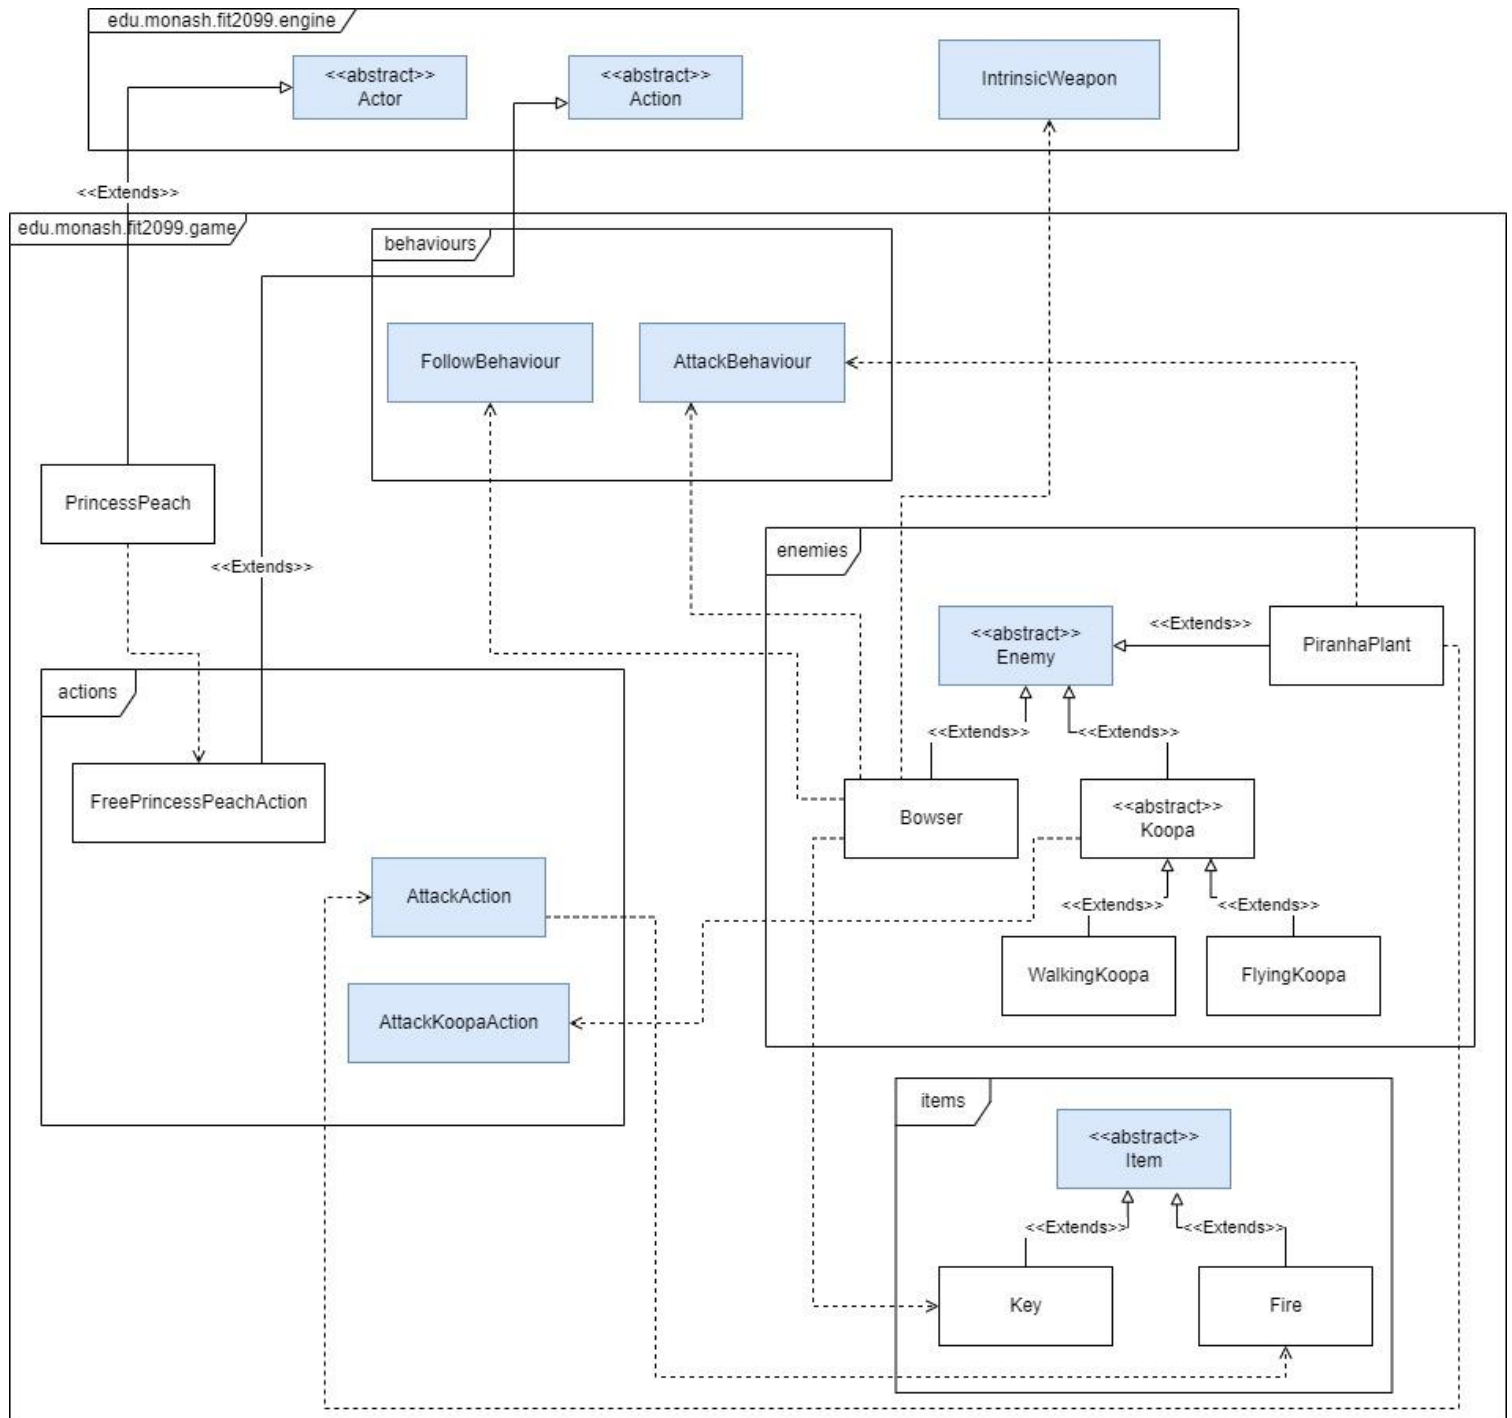 edu.monash.fit2099.engine
<<abstract>>
Actor
<<abstract>>
Action
IntrinsicWeapon
<<Extends>>
edu.monash.fit2099.game
behaviours
FollowBehaviour
AttackBehaviour
PrincessPeach
<<Extends>>
enemies
<<abstract>>
Enemy
<<Extends>>
PiranhaPlant
actions
<<Extends>>
<<Extends>>
FreePrincessPeachAction
Bowser
<<abstract>>
Koopa
AttackAction
<<Extends>>
<<Extends>>
WalkingKoopa
FlyingKoopa
AttackKoopaAction
items
<<abstract>>
Item
<<Extends>>
<<Extends>>
Key
Fire